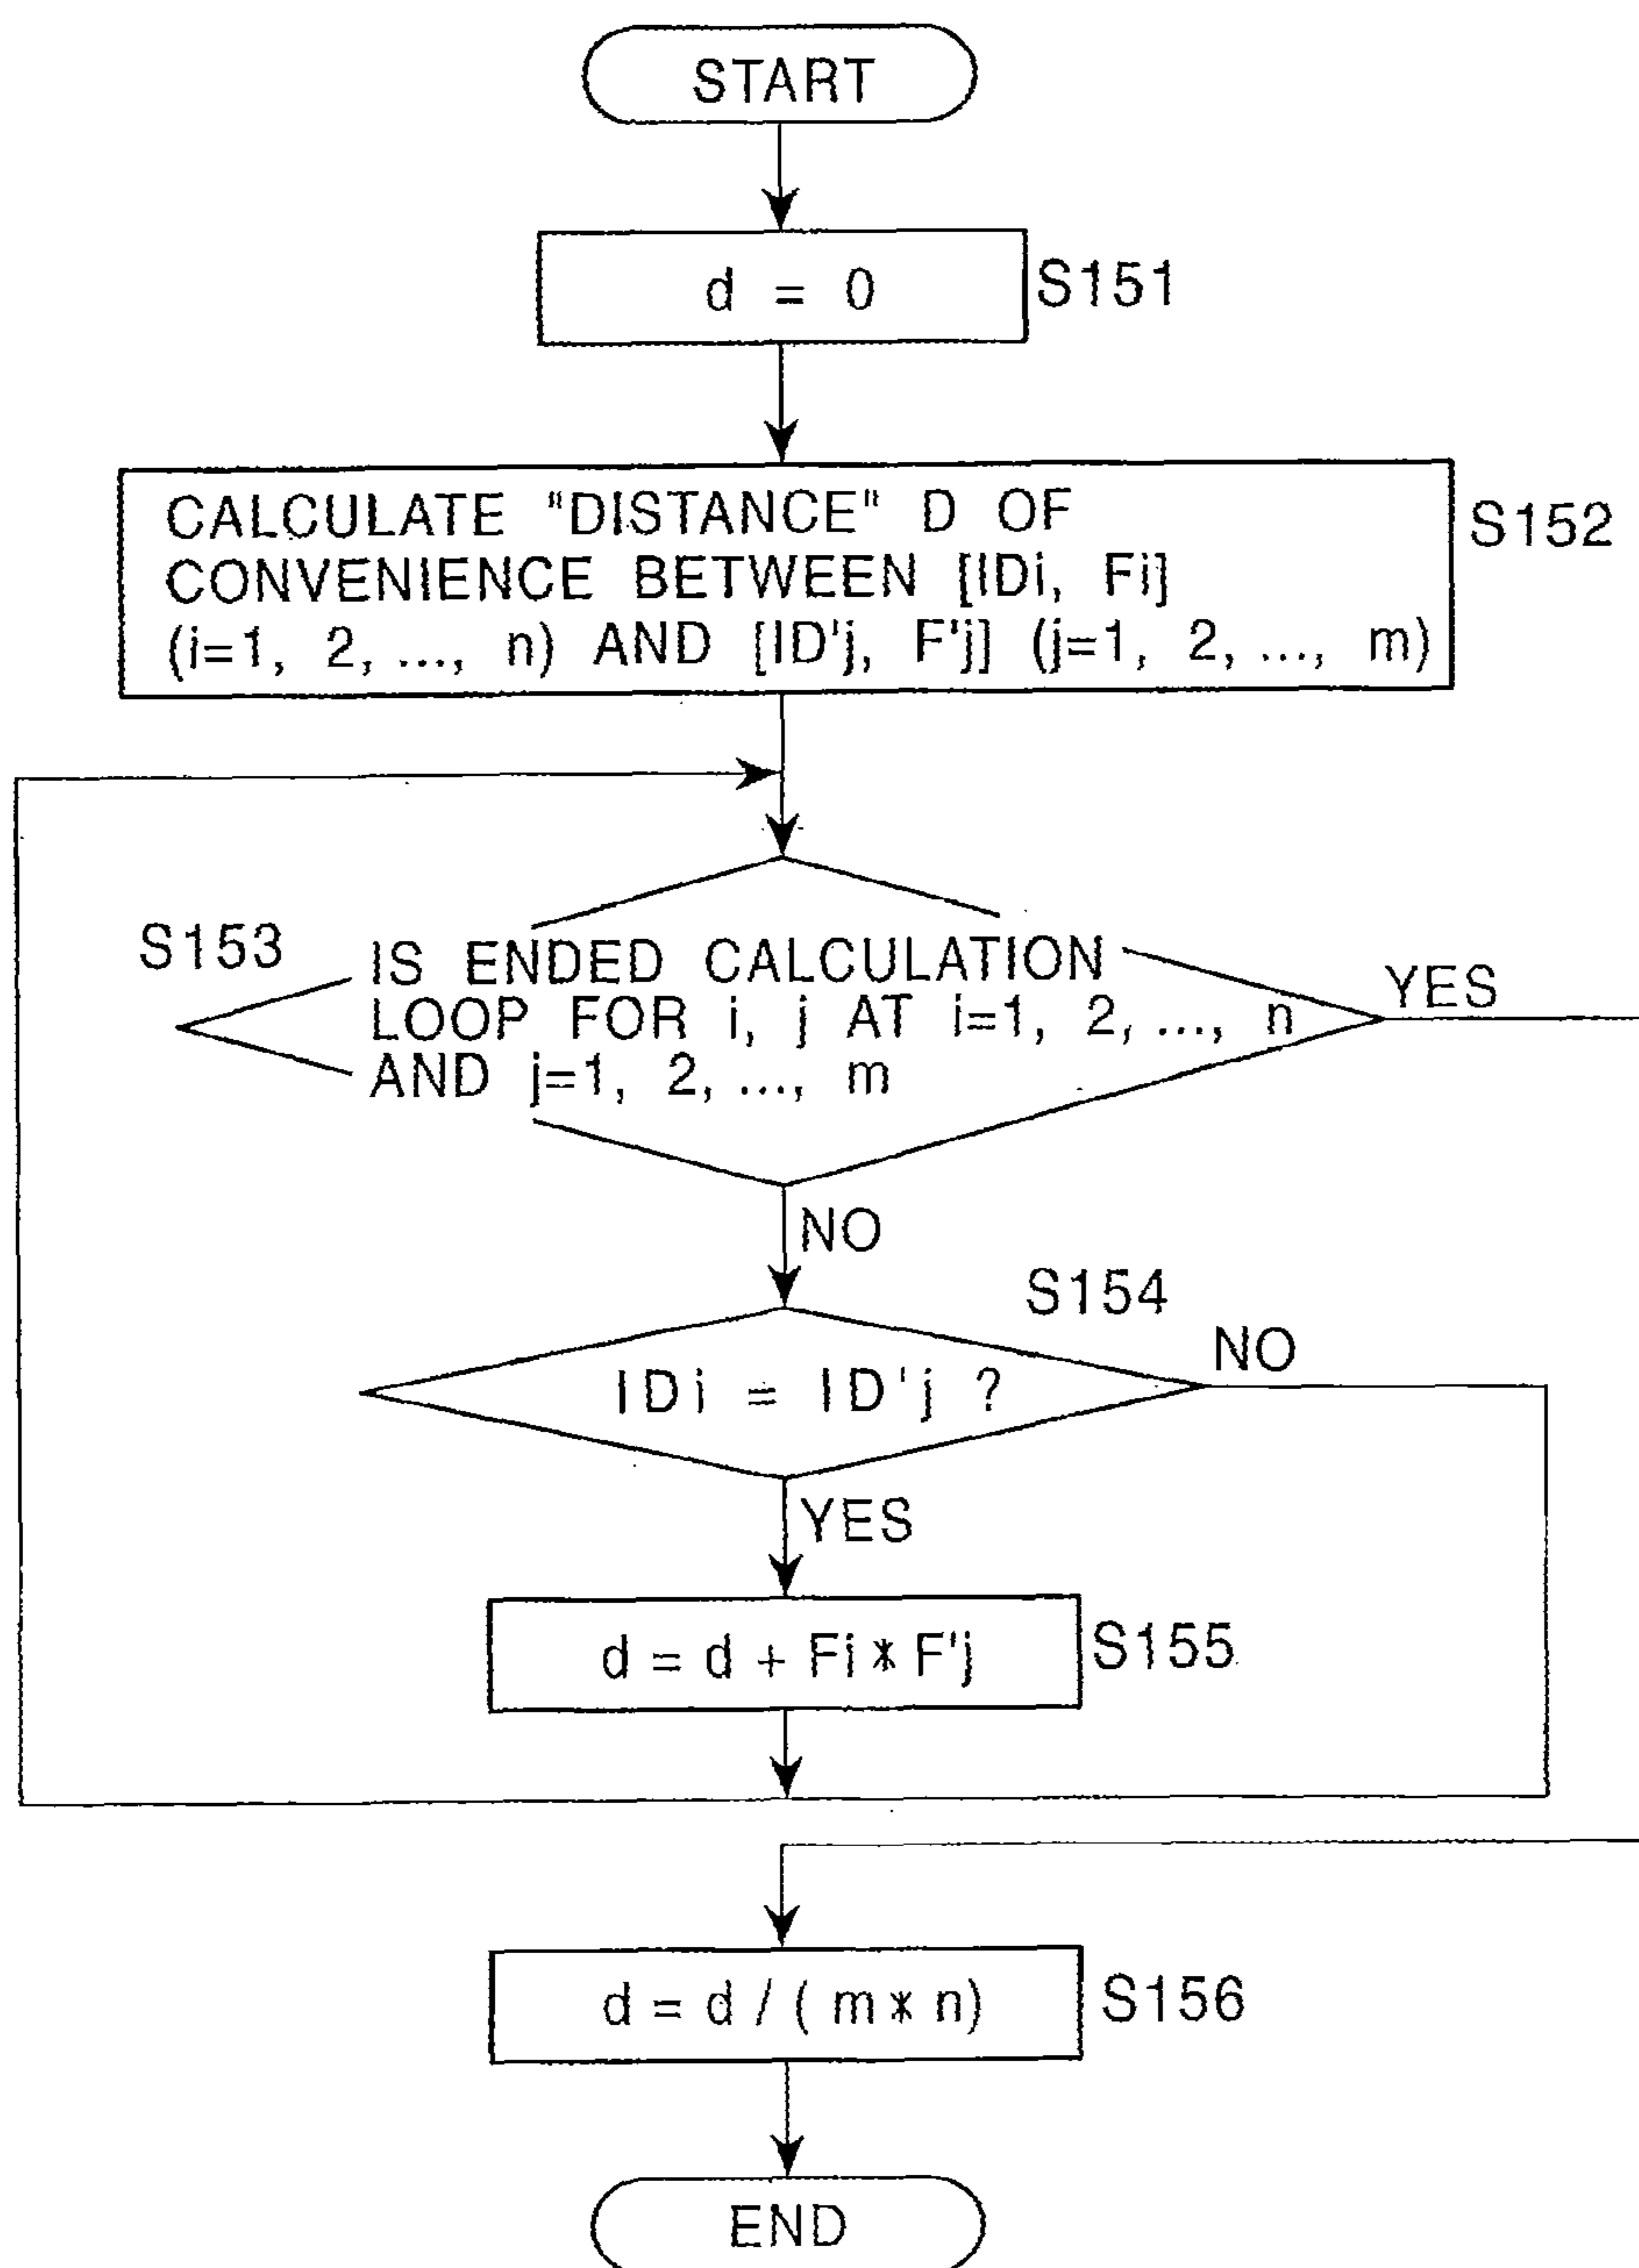 START
d = 0
S151
CALCULATE "DISTANCE" D OF
CONVENIENCE BETWEEN [IDi, Fi]
(i=1, 2, ..., n) AND [ID'j, F'j] (j=1, 2, ..., m)
S152
S153
IS ENDED CALCULATION
LOOP FOR i, j AT i=1, 2, ..., n
AND j=1, 2, ..., m
YES
NO
S154
IDi = ID'j ?
NO
YES
d = d + Fi * F'j
S155
d = d / ( m * n)
S156
END